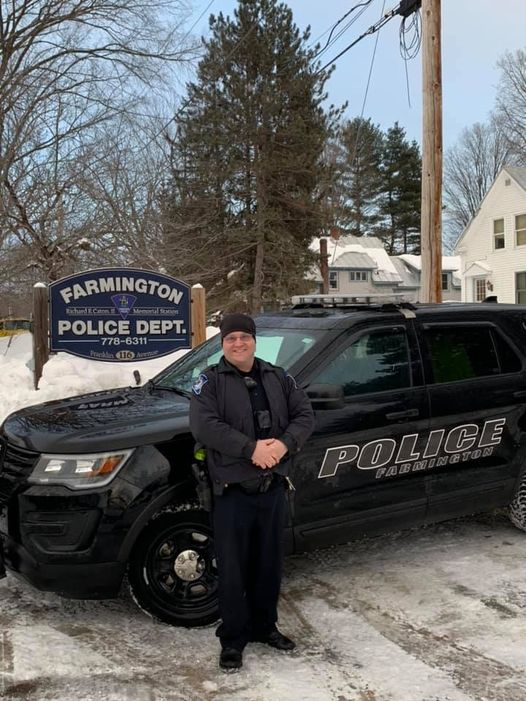 FARMINGTON
Richard E. Caton II Memorial Station
POLICE DEPT.
778-6311
Franklin 116 Avenue
POLICE
FARMINGTON